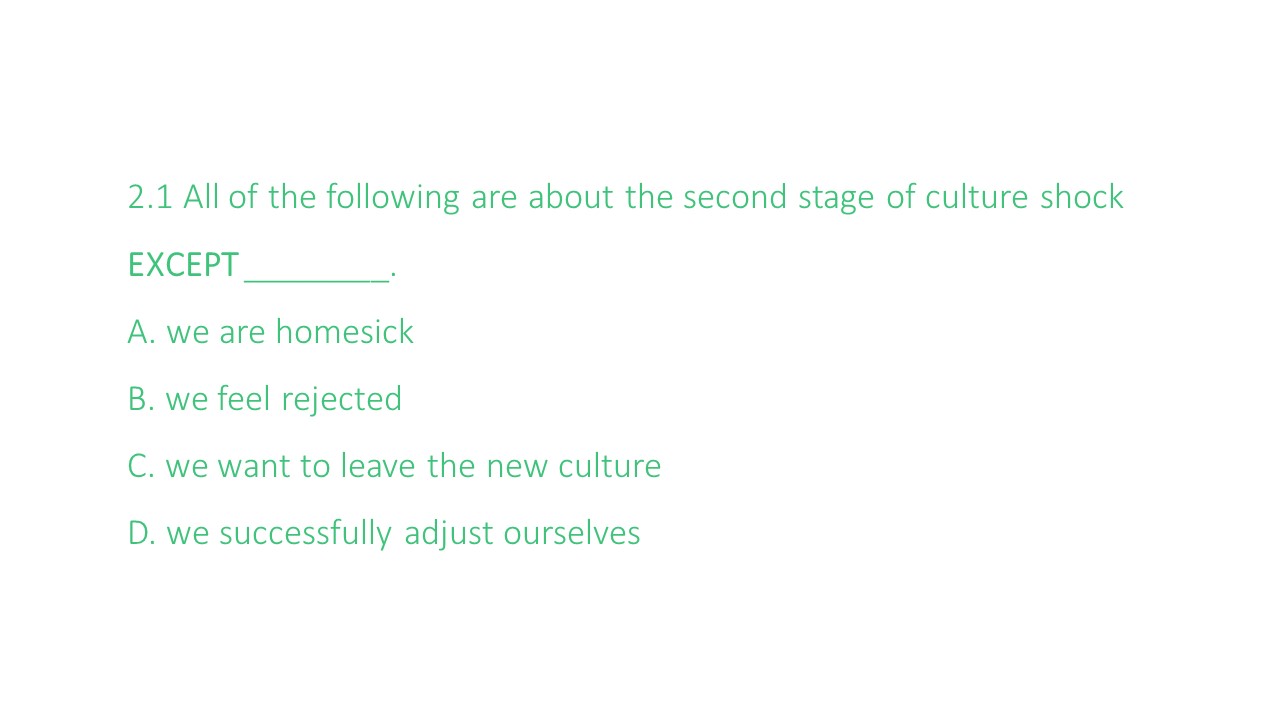 2.1 All of the following are about the second stage of culture shock
EXCEPT ________.
A. we are homesick
B. we feel rejected
C. we want to leave the new culture
D. we successfully adjust ourselves